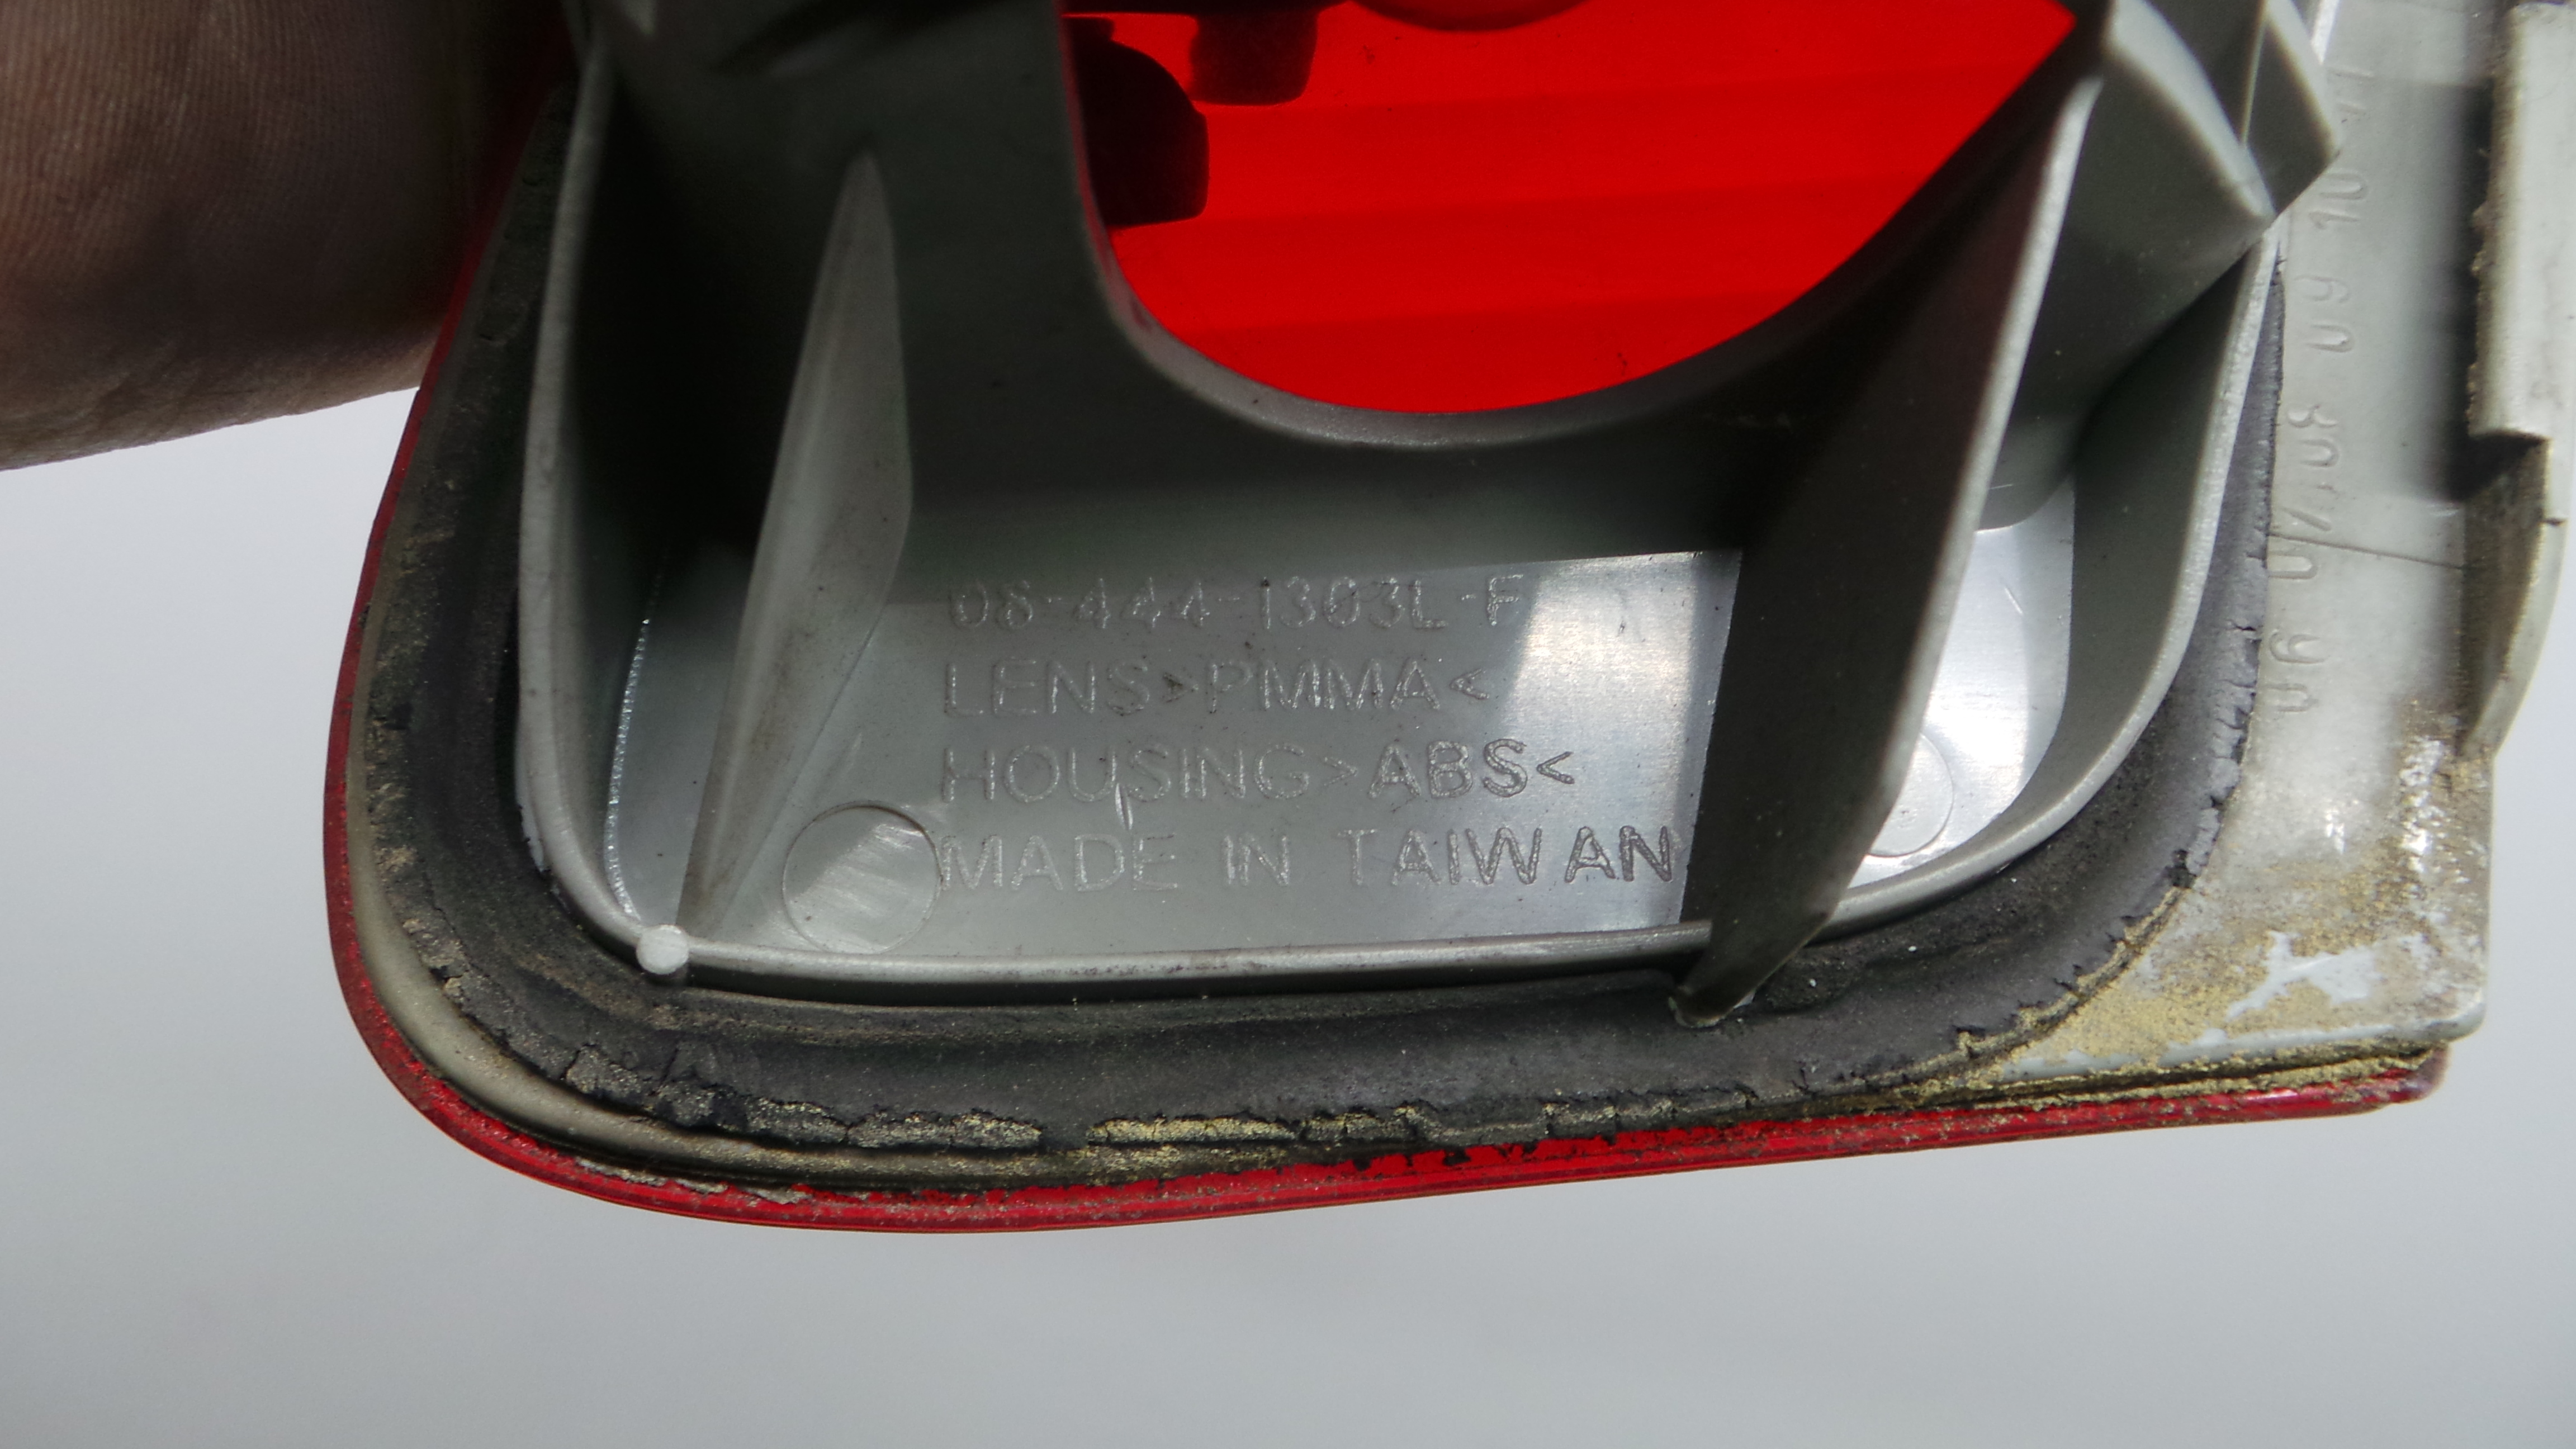 08-444-1303L-F
LENS>PMMA<
HOUSING>ABS<
MADE IN TAIWAN